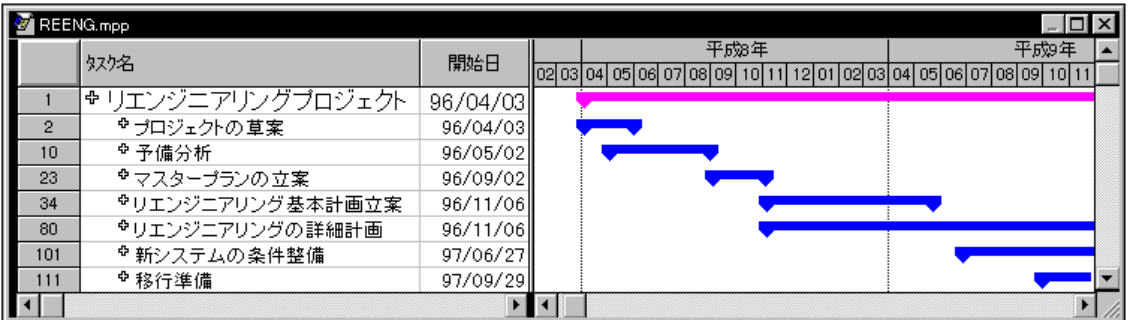 REENG.mpp
タスク名 開始日 平成8年 平成9年
02 03 04 05 06 07 08 09 10 11 12 01 02 03 04 05 06 07 08 09 10 11
1 リエンジニアリングプロジェクト 96/04/03
2 プロジェクトの草案 96/04/03
10 予備分析 96/05/02
23 マスタープランの立案 96/09/02
34 リエンジニアリング基本計画立案 96/11/06
80 リエンジニアリングの詳細計画 96/11/06
101 新システムの条件整備 97/06/27
111 移行準備 97/09/29